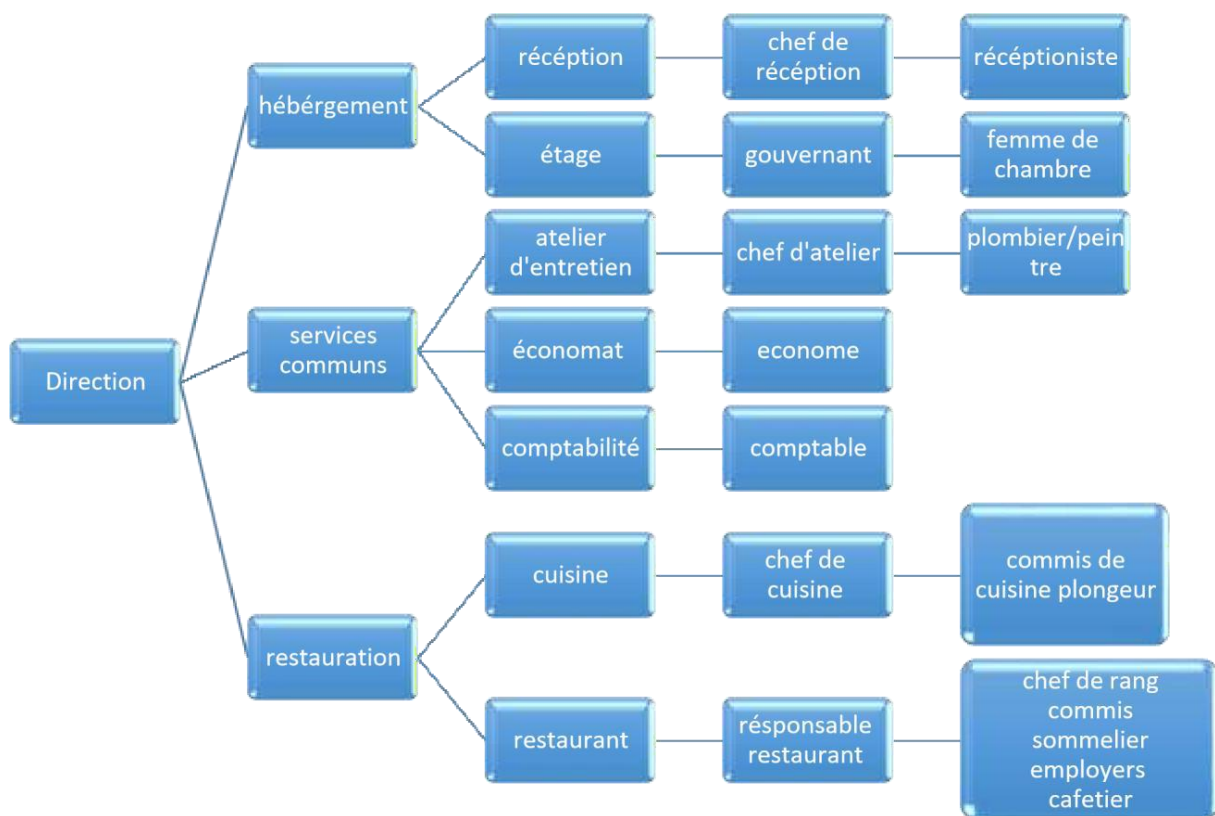 récéption
chef de
récéption
récéptioniste
hébérgement
étage
gouvernant
femme de
chambre
atelier
d'entretien
chef d'atelier
plombier/pein
tre
Direction
services
communs
économat
econome
comptabilité
comptable
cuisine
chef de
cuisine
commis de
cuisine plongeur
restauration
restaurant
résponsable
restaurant
chef de rang
commis
sommelier
employers
cafetier